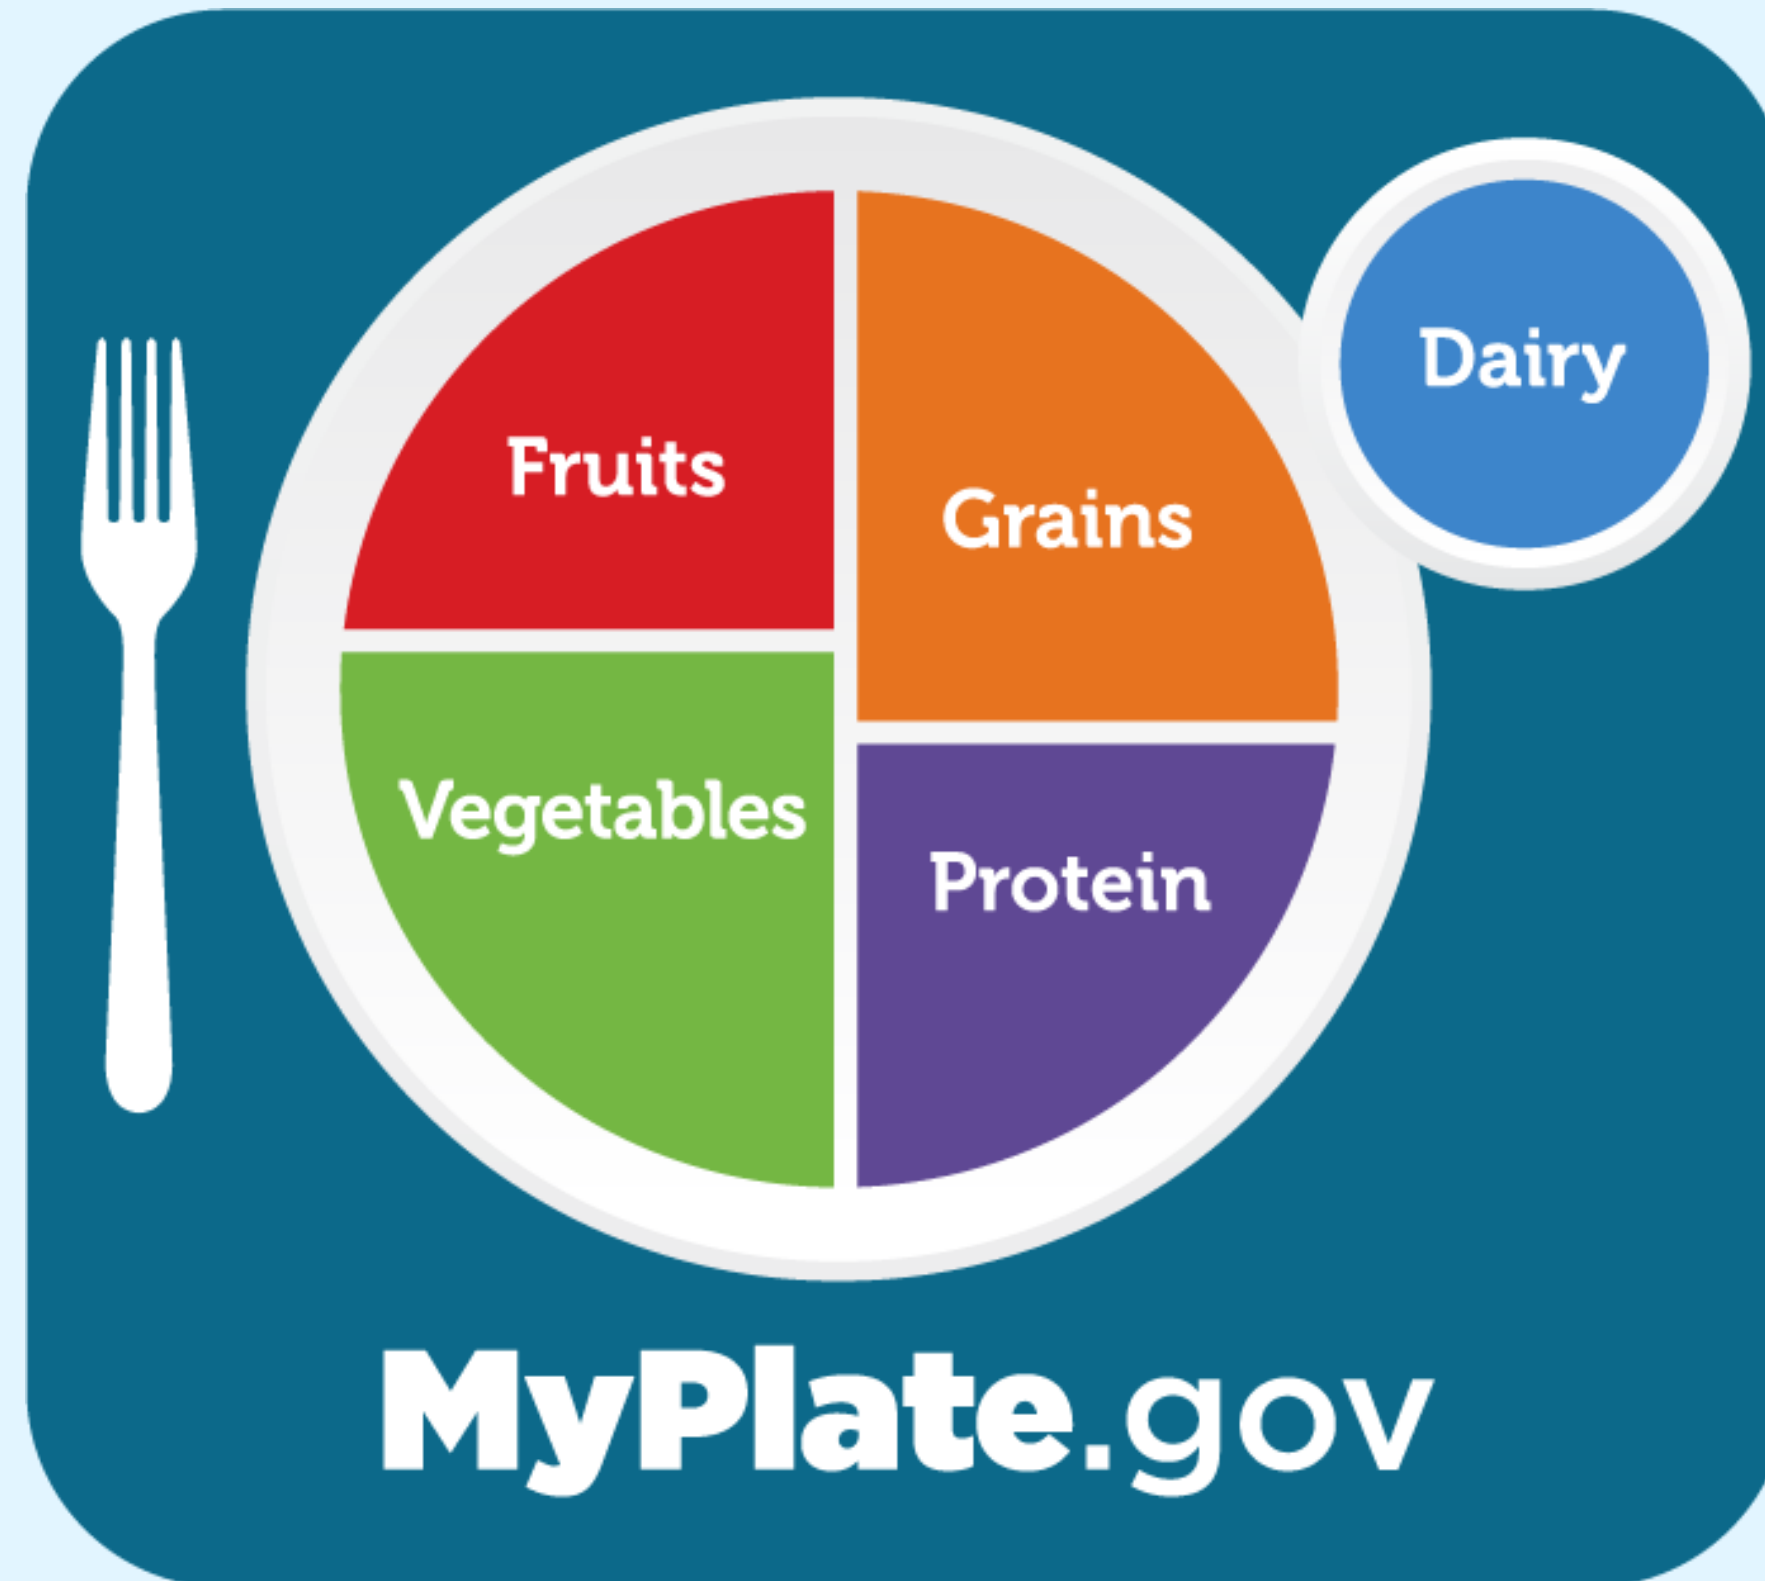 Fruits
Grains
Dairy
Vegetables
Protein
MyPlate.gov